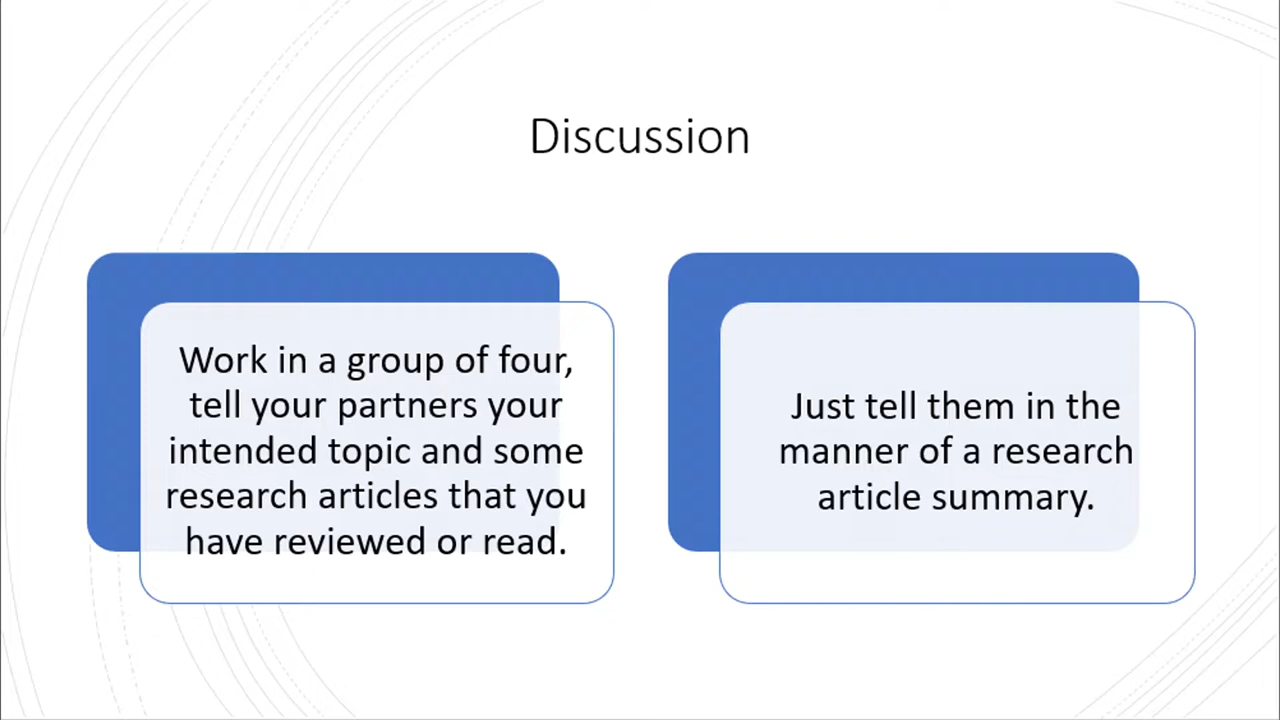 Discussion
Work in a group of four,
tell your partners your
intended topic and some
research articles that you
have reviewed or read.
Just tell them in the
manner of a research
article summary.